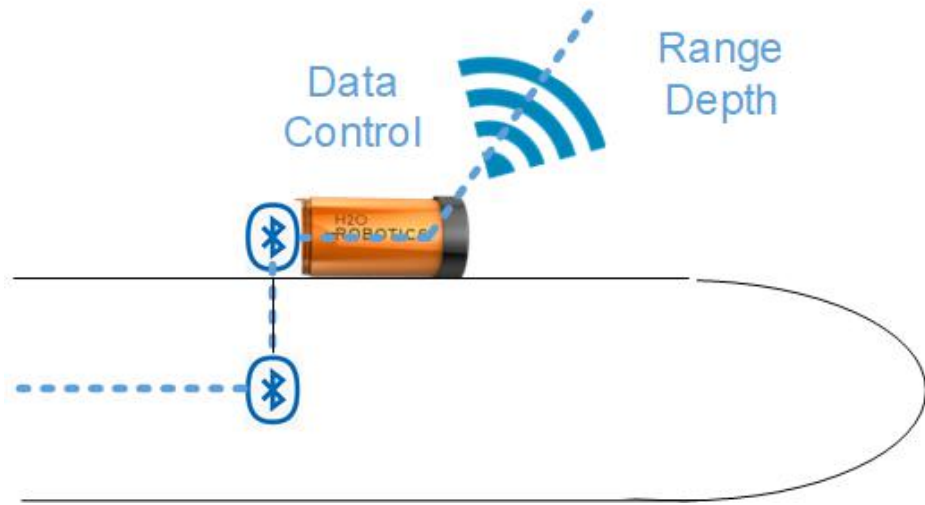 Data
Control
Range
Depth
H2O
ROBOTICS